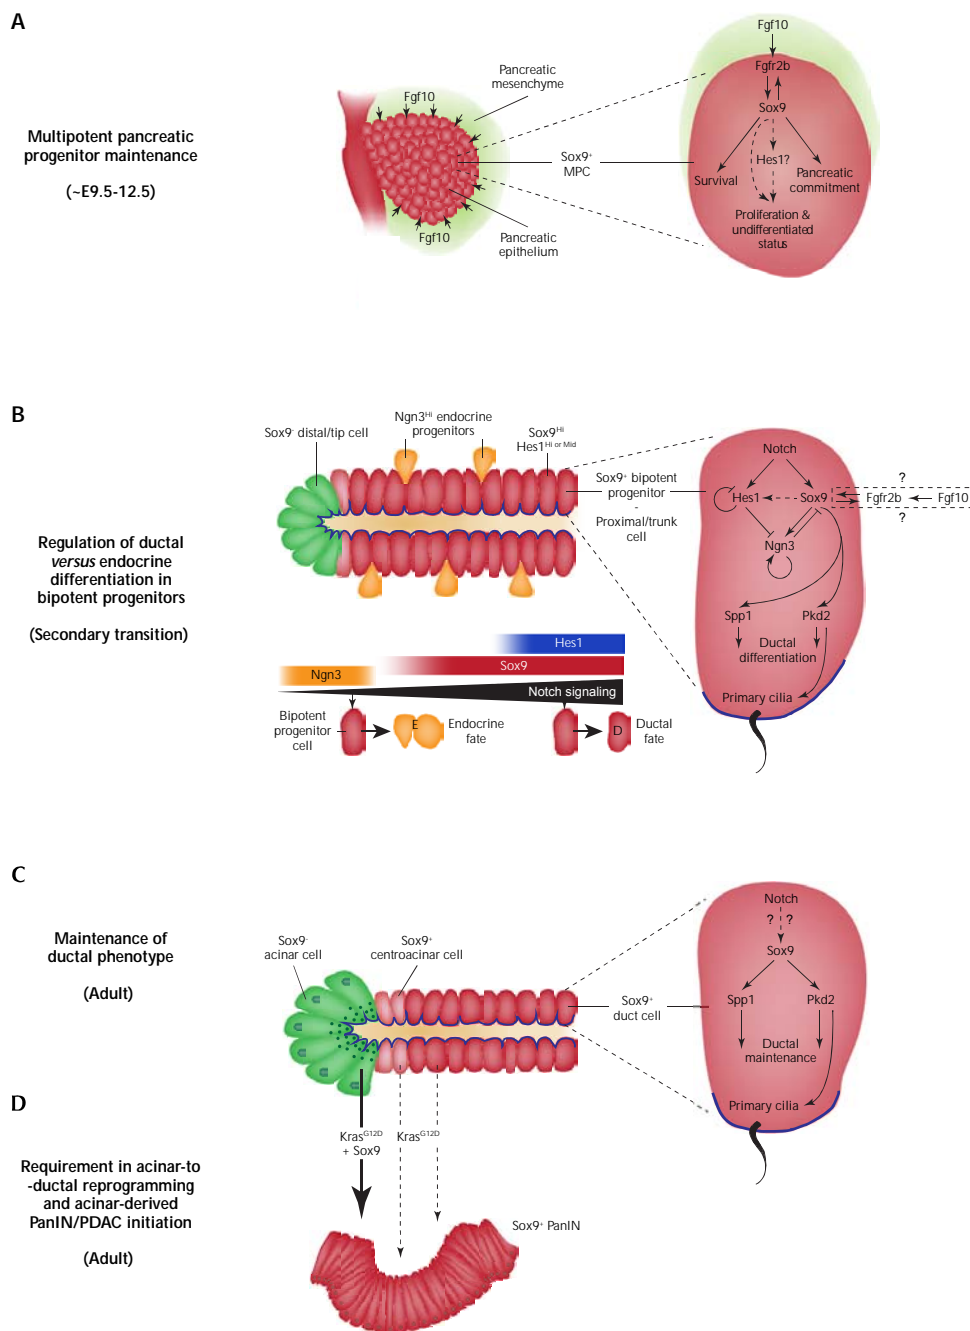 A
Multipotent pancreatic
progenitor maintenance
(~E9.5-12.5)
Fgf10
Pancreatic
mesenchyme
Sox9+
MPC
Pancreatic
epithelium
Fgf10
Fgf10
Fgfr2b
Sox9
Hes1?
Survival
Pancreatic
commitment
Proliferation &
undifferentiated
status
B
Regulation of ductal
versus endocrine
differentiation in
bipotent progenitors
(Secondary transition)
Sox9- distal/tip cell
Ngn3Hi endocrine
progenitors
Sox9Hi
Hes1Hi or Mid
Sox9+ bipotent
progenitor
-
Proximal/trunk
cell
Notch
Hes1
Sox9
?
Fgfr2b
Fgf10
?
Ngn3
Spp1
Pkd2
Ductal
differentiation
Primary cilia
Hes1
Sox9
Ngn3
Notch signaling
Bipotent
progenitor
cell
E
Endocrine
fate
D
Ductal
fate
C
Maintenance of
ductal phenotype
(Adult)
Sox9-
acinar cell
Sox9+
centroacinar cell
Sox9+
duct cell
Notch
? ?
Sox9
Spp1
Pkd2
Ductal
maintenance
Primary cilia
D
Requirement in acinar-to
-ductal reprogramming
and acinar-derived
PanIN/PDAC initiation
(Adult)
KrasG12D
+ Sox9
KrasG12D
Sox9+ PanIN